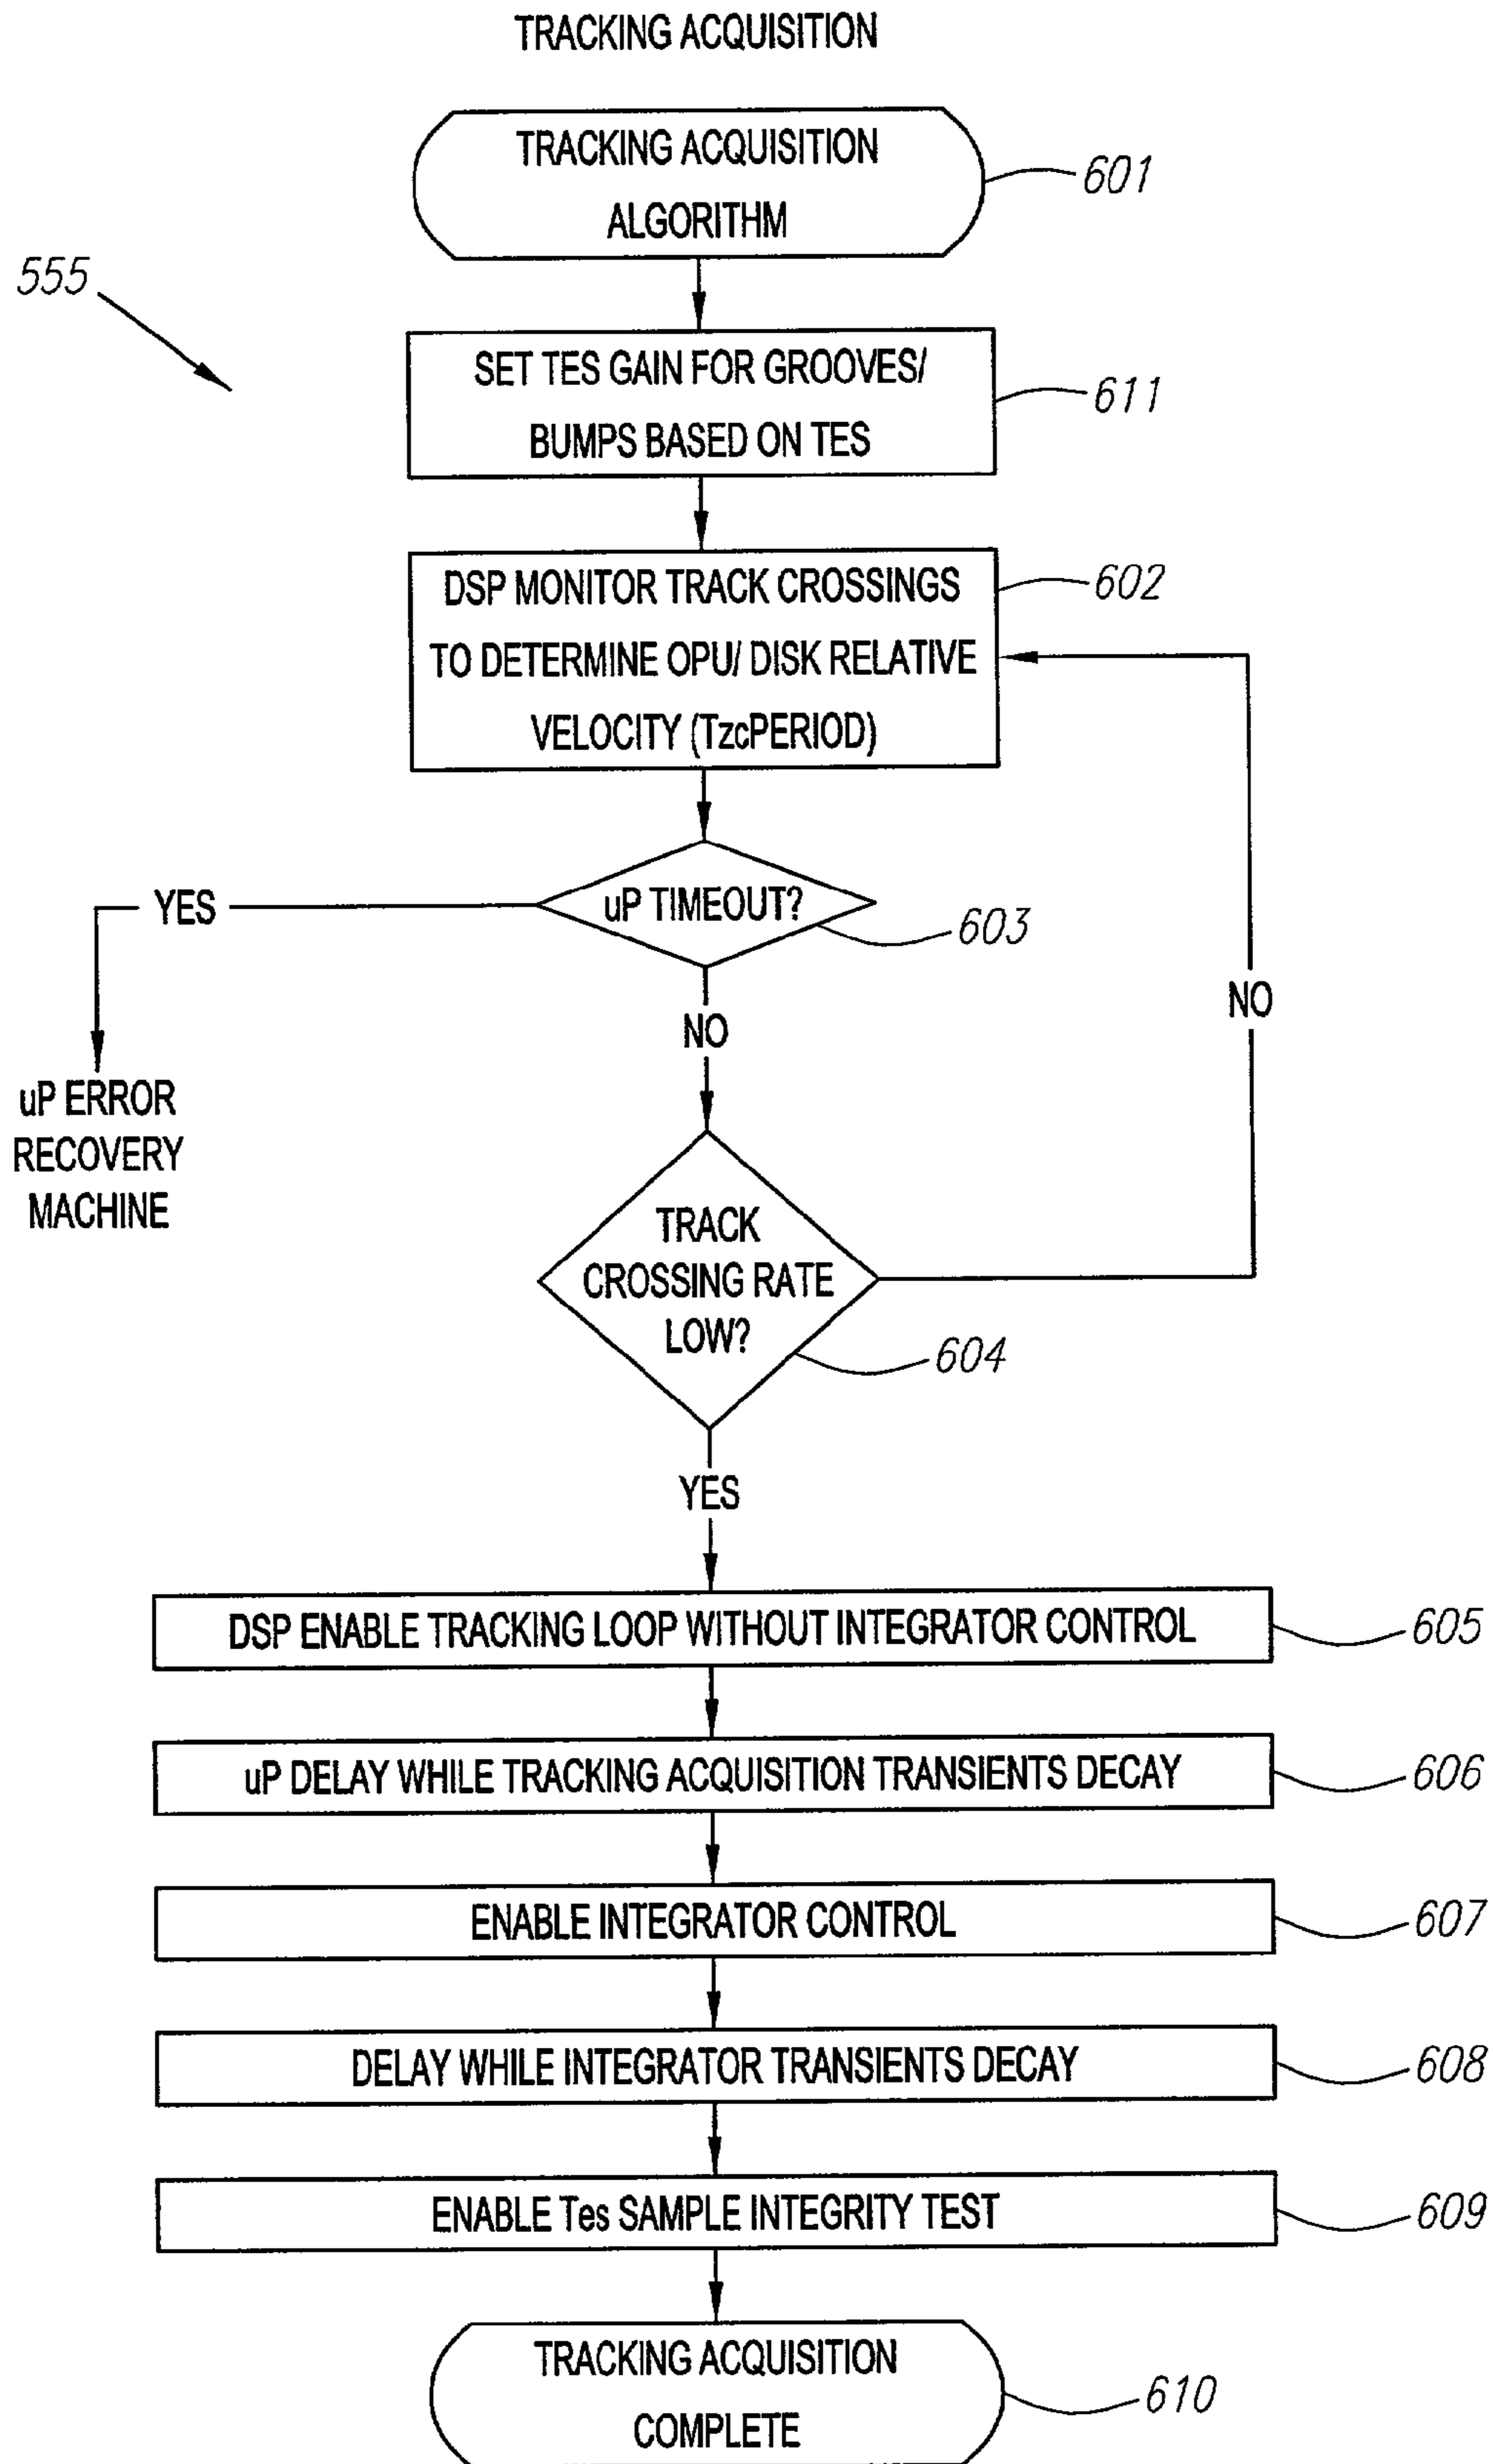 TRACKING ACQUISITION
TRACKING ACQUISITION
ALGORITHM
601
555
SET TES GAIN FOR GROOVES/
BUMPS BASED ON TES
611
DSP MONITOR TRACK CROSSINGS
TO DETERMINE OPU/ DISK RELATIVE
VELOCITY (TzcPERIOD)
602
uP TIMEOUT?
603
YES
uP ERROR
RECOVERY
MACHINE
NO
NO
TRACK
CROSSING RATE
LOW?
604
YES
DSP ENABLE TRACKING LOOP WITHOUT INTEGRATOR CONTROL
605
uP DELAY WHILE TRACKING ACQUISITION TRANSIENTS DECAY
606
ENABLE INTEGRATOR CONTROL
607
DELAY WHILE INTEGRATOR TRANSIENTS DECAY
608
ENABLE Tes SAMPLE INTEGRITY TEST
609
TRACKING ACQUISITION
COMPLETE
610